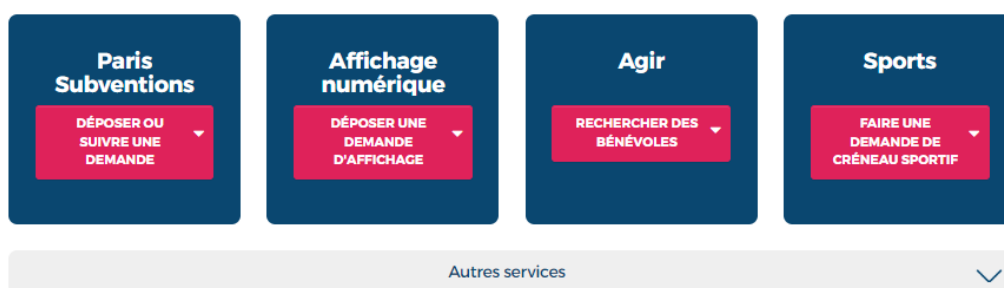 Paris
Subventions
DÉPOSER OU
SUIVRE UNE
DEMANDE
Affichage
numérique
DÉPOSER UNE
DEMANDE
D'AFFICHAGE
Agir
RECHERCHER DES
BÉNÉVOLES
Sports
FAIRE UNE
DEMANDE DE
CRÉNEAU SPORTIF
Autres services